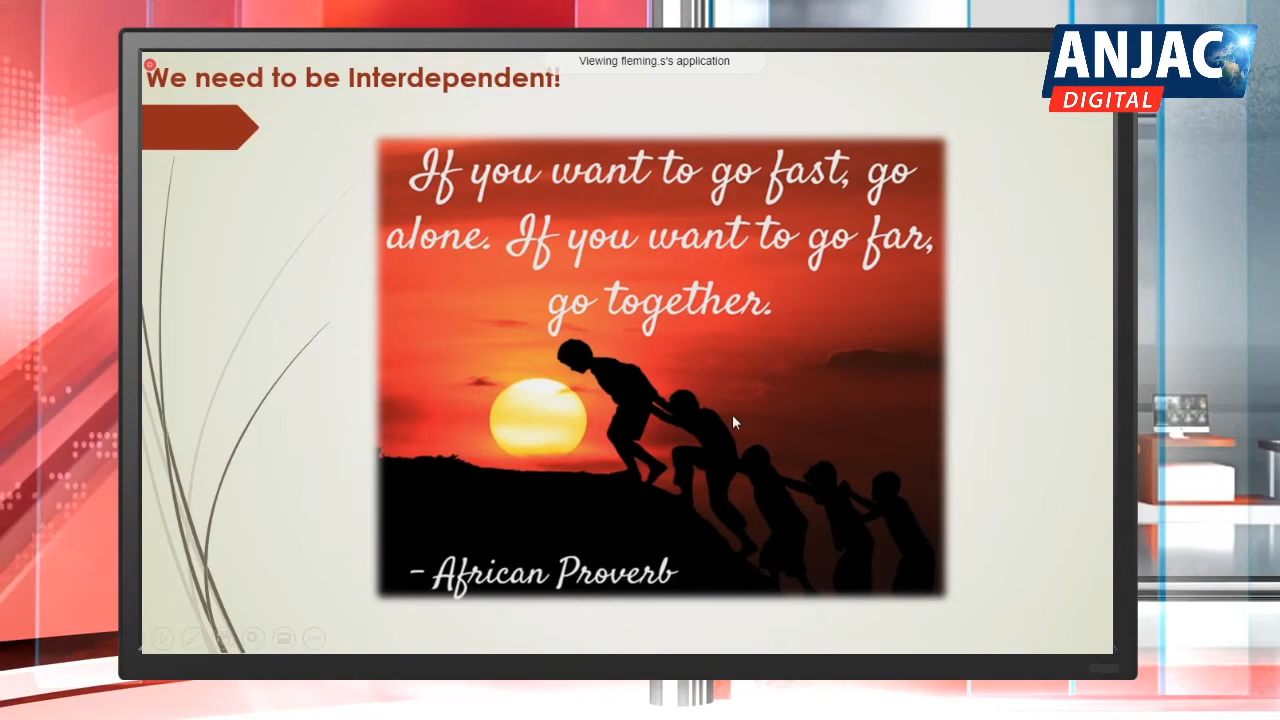 We need to be Interdependent!
Viewing fleming.s's application
ANJAC
DIGITAL
If you want to go fast, go
alone. If you want to go far,
go together.
- African Proverb